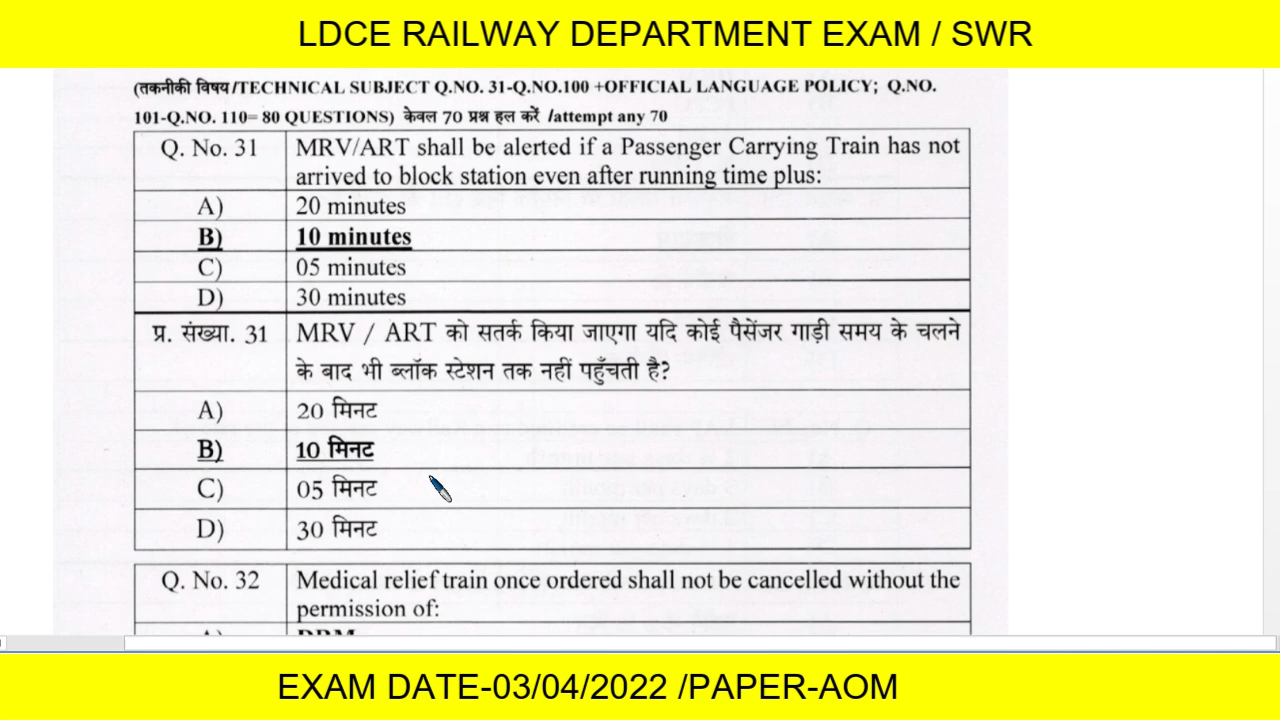 LDCE RAILWAY DEPARTMENT EXAM / SWR
(तकनीकी विषय/TECHNICAL SUBJECT Q.NO. 31-Q.NO.100 +OFFICIAL LANGUAGE POLICY; Q.NO.
101-Q.NO. 110= 80 QUESTIONS) केवल 70 प्रश्न हल करें /attempt any 70
Q. No. 31 MRV/ART shall be alerted if a Passenger Carrying Train has not
arrived to block station even after running time plus:
A) 20 minutes
B) 10 minutes
C) 05 minutes
D) 30 minutes
प्र. संख्या. 31 MRV / ART को सतर्क किया जाएगा यदि कोई पैसेंजर गाड़ी समय के चलने
के बाद भी ब्लॉक स्टेशन तक नहीं पहुँचती है?
A) 20 मिनट
B) 10 मिनट
C) 05 मिनट
D) 30 मिनट
Q. No. 32 Medical relief train once ordered shall not be cancelled without the
permission of:
EXAM DATE-03/04/2022 /PAPER-AOM